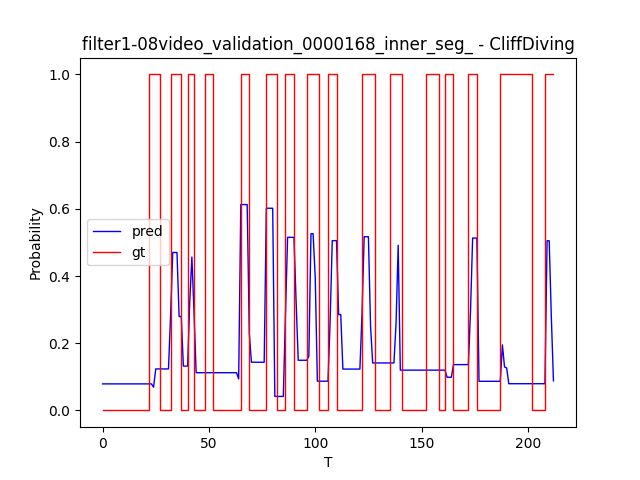 filter1-08video_validation_0000168_inner_seg_ - CliffDiving
1.0
0.8
0.6
0.4
0.2
0.0
Probability
pred
gt
0
50
100
150
200
T